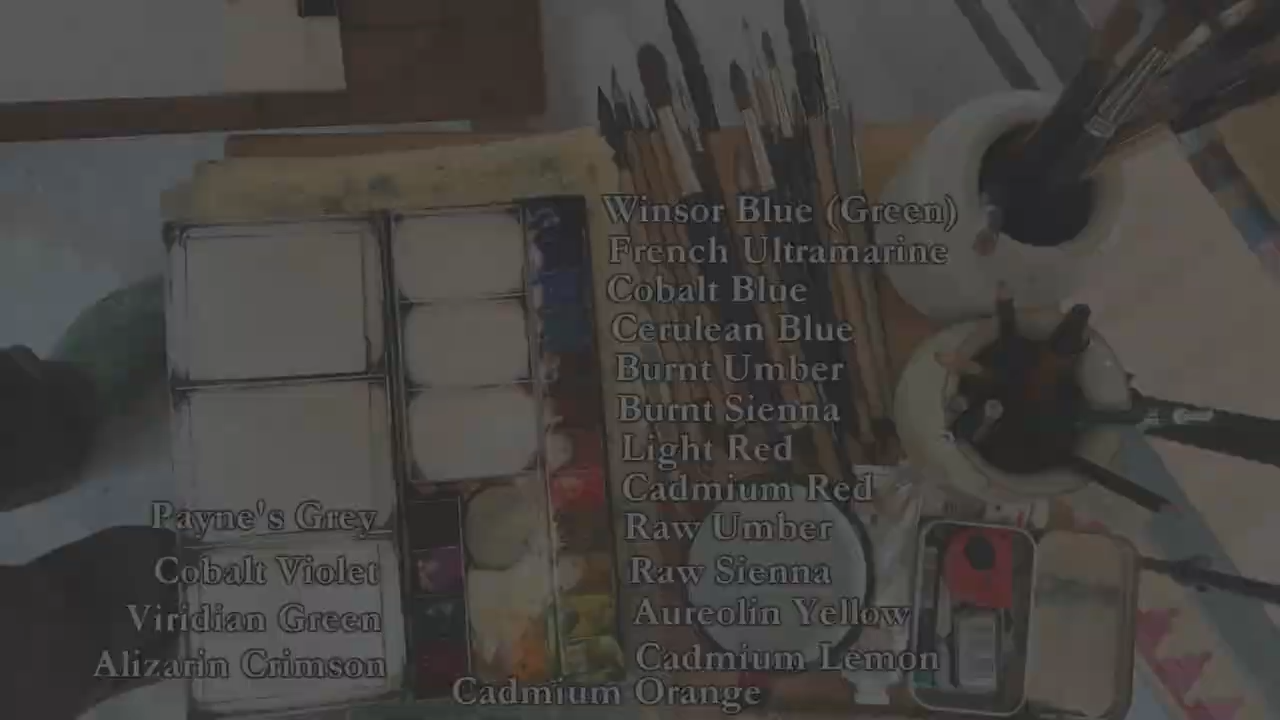 Winsor Blue (Green)
French Ultramarine
Cobalt Blue
Cerulean Blue
Burnt Umber
Burnt Sienna
Light Red
Cadmium Red
Raw Umber
Raw Sienna
Aureolin Yellow
Cadmium Lemon
Cadmium Orange
Payne's Grey
Cobalt Violet
Viridian Green
Alizarin Crimson